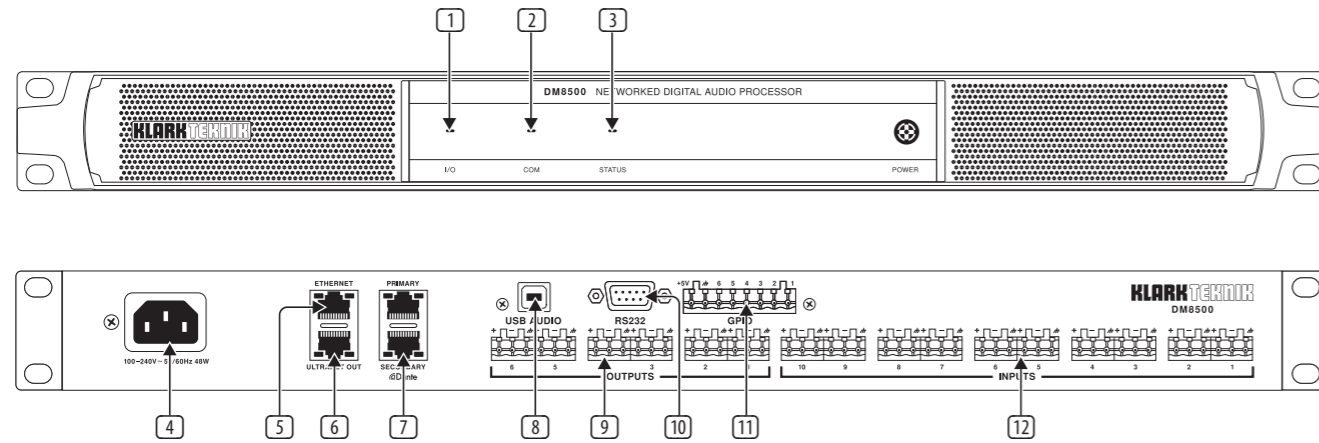 1 2 3
DM8500 NETWORKED DIGITAL AUDIO PROCESSOR
KLARK TEKNIK
I/O COM STATUS POWER
ETHERNET PRIMARY
+5V 6 5 4 3 2 1
KLARK TEKNIK
DM8500
USB AUDIO RS232 GPIO
+ - + - + - + - + - + - + - + - + - + - + - + - + - + - + - + -
100~240V~ /60Hz 48W
OUT SECONDARY
Dante
6 5 3 2 1 10 9 8 7 6 5 4 3 2 1
OUTPUTS INPUTS
4 5 6 7 8 9 10 11 12